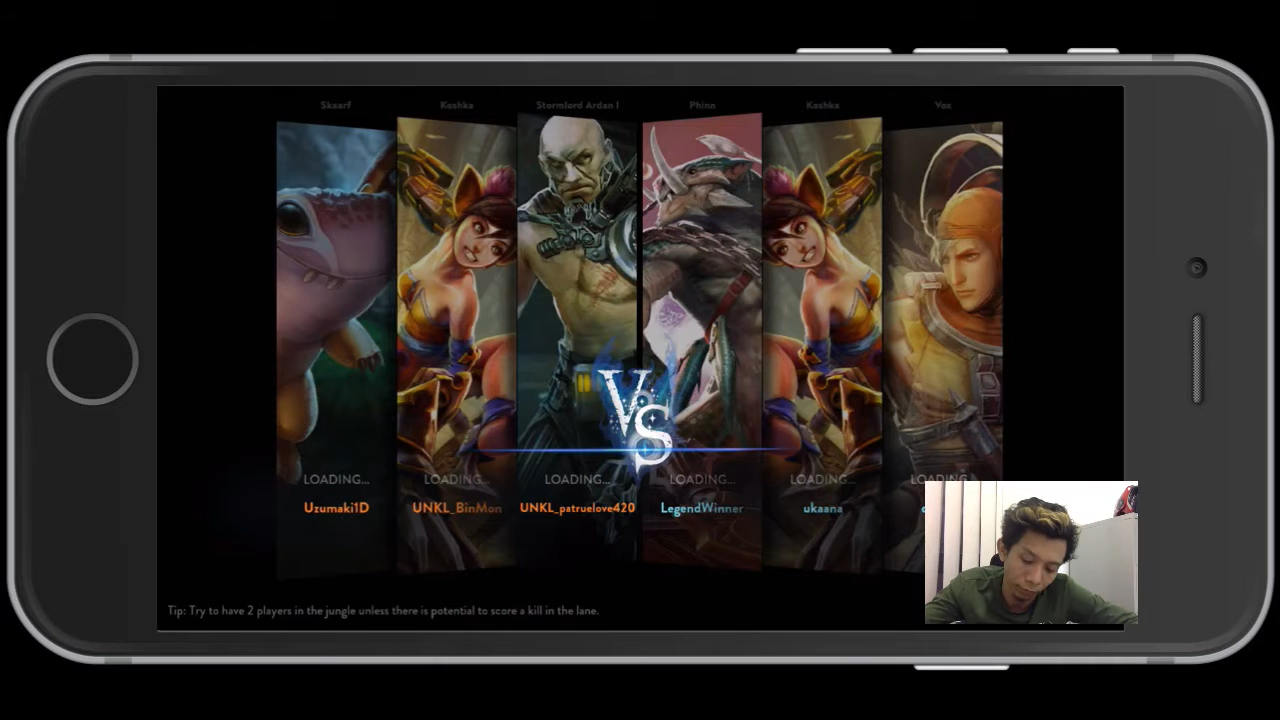 Skaarf Koshka Stormlord Ardan I Phinn Koshka Vox
VS
LOADING... LOADING... LOADING... LOADING... LOADING... LOADING
Uzumaki1D UNKL_BinMon UNKL_patruelove420 LegendWinner ukaana
Tip: Try to have 2 players in the jungle unless there is potential to score a kill in the lane.